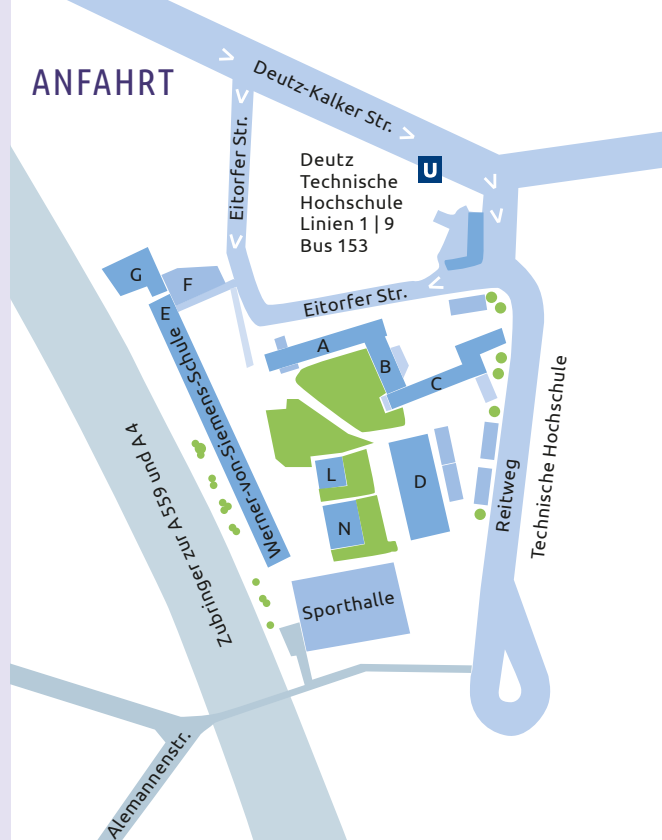 ANFAHRT
Deutz-Kalker Str.
Eitorfer Str.
Deutz
Technische
Hochschule
Linien 1 | 9
Bus 153
U
G
F
E
Eitorfer Str.
A
B
C
Werner-von-Siemens-Schule
Zubringer zur A 559 und A4
L
D
N
Reitweg
Technische Hochschule
Sporthalle
Alemannenstr.